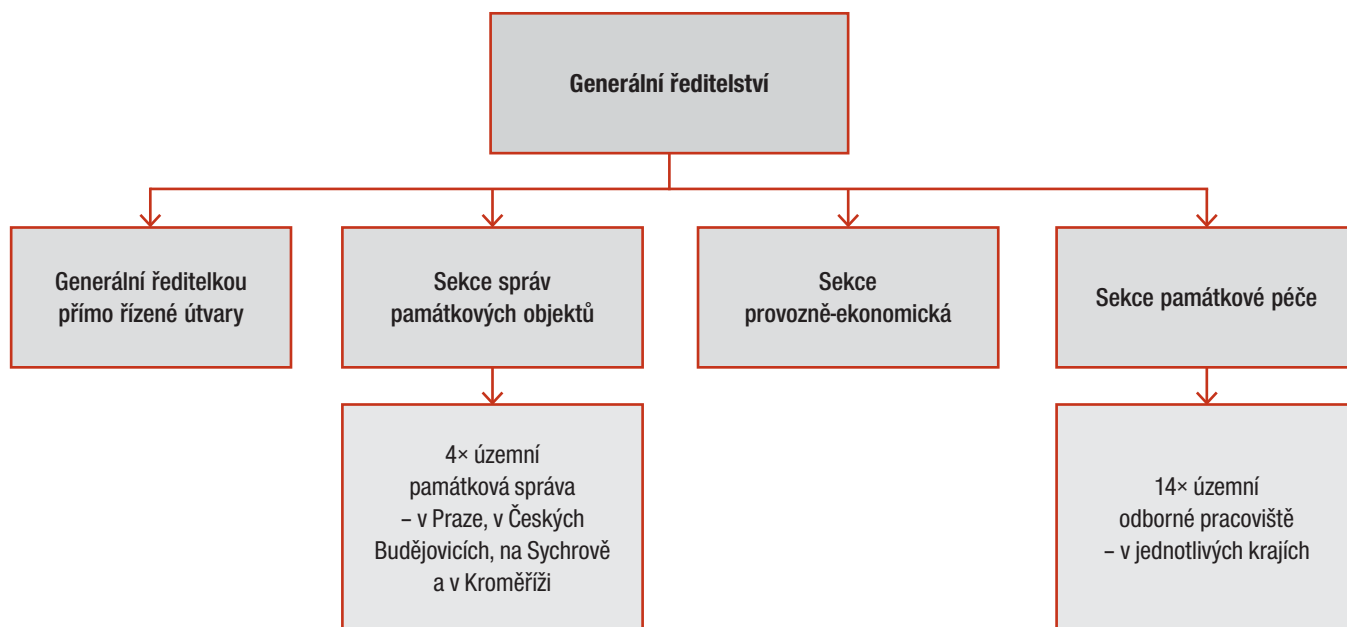 Generální ředitelství
Generální ředitelkou
přímo řízené útvary
Sekce správ
památkových objektů
Sekce
provozně-ekonomická
Sekce památkové péče
4× územní
památková správa
– v Praze, v Českých
Budějovicích, na Sychrově
a v Kroměříži
14× územní
odborné pracoviště
– v jednotlivých krajích